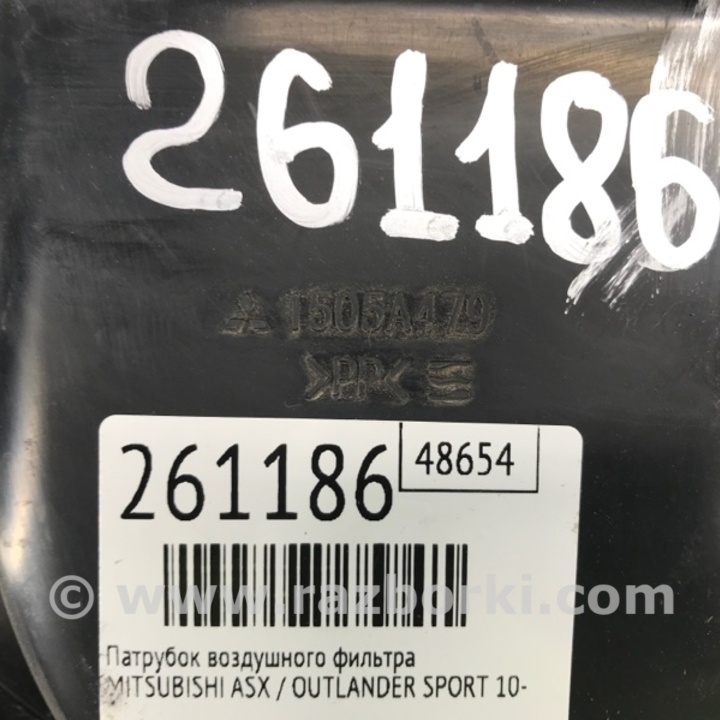 261186
1505A479
>PP<
261186
48654
© www.razborki.com
Патрубок воздушного фильтра
MITSUBISHI ASX / OUTLANDER SPORT 10-